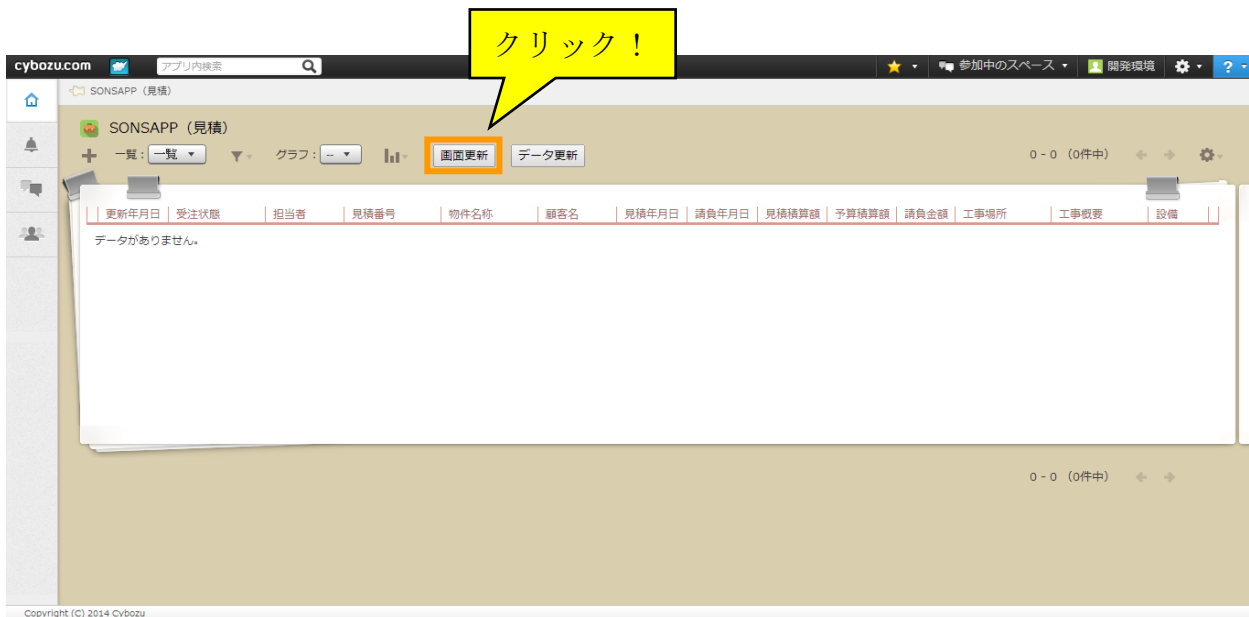 クリック！
cybozu.com アプリ内検索 参加中のスペース 開発環境 ?
SONSAPP（見積）
SONSAPP（見積）
一覧： 一覧 グラフ： -- 画面更新 データ更新 0 - 0 （0件中）
更新年月日 受注状態 担当者 見積番号 物件名称 顧客名 見積年月日 請負年月日 見積積算額 予算積算額 請負金額 工事場所 工事概要 設備
データがありません。
0 - 0 （0件中）
Copyright (C) 2014 Cybozu